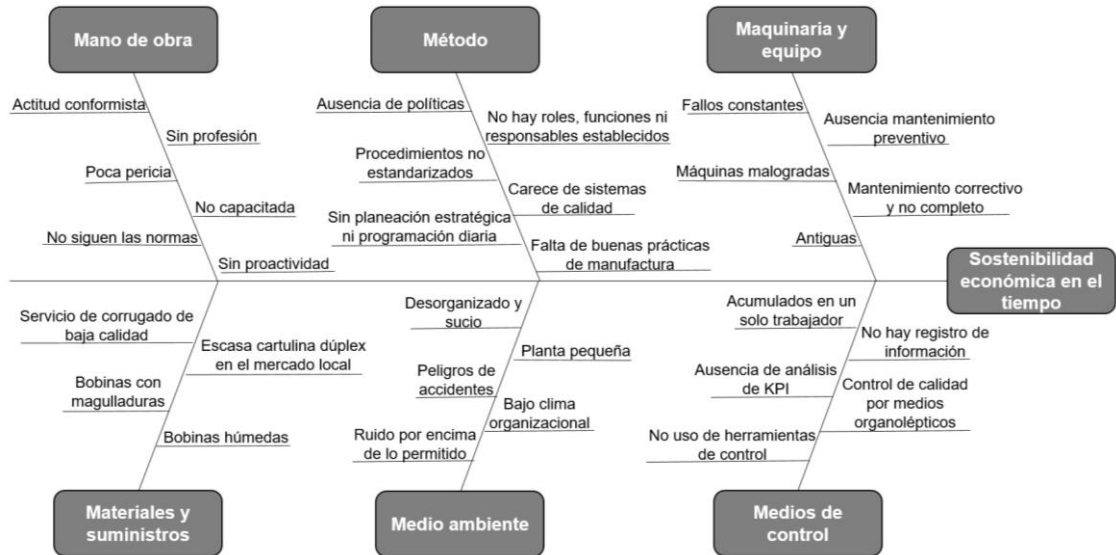 Mano de obra
Método
Maquinaria y
equipo
Actitud conformista
Sin profesión
Poca pericia
No capacitada
No siguen las normas
Sin proactividad
Ausencia de políticas
No hay roles, funciones ni
responsables establecidos
Procedimientos no
estandarizados
Carece de sistemas
de calidad
Sin planeación estratégica
ni programación diaria
Falta de buenas prácticas
de manufactura
Fallos constantes
Ausencia mantenimiento
preventivo
Máquinas malogradas
Mantenimiento correctivo
y no completo
Antiguas
Sostenibilidad
económica en el
tiempo
Servicio de corrugado de
baja calidad
Escasa cartulina dúplex
en el mercado local
Bobinas con
magulladuras
Bobinas húmedas
Desorganizado y
sucio
Planta pequeña
Peligros de
accidentes
Bajo clima
organizacional
Ruido por encima
de lo permitido
Acumulados en un
solo trabajador
No hay registro de
información
Ausencia de análisis
de KPI
Control de calidad
por medios
organolépticos
No uso de herramientas
de control
Materiales y
suministros
Medio ambiente
Medios de
control